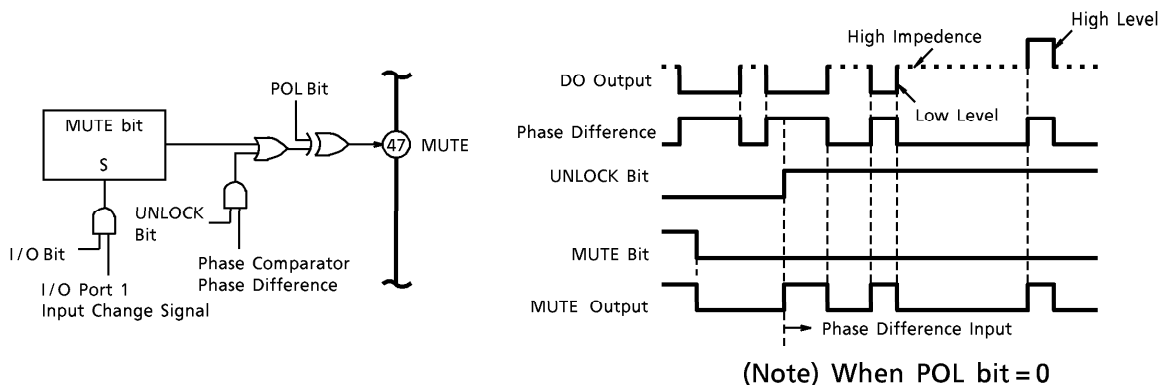 POL Bit
MUTE bit
S
47
MUTE
UNLOCK
Bit
I/O Bit
I/O Port 1
Input Change Signal
Phase Comparator
Phase Difference
High Level
High Impedence
DO Output
Low Level
Phase Difference
UNLOCK Bit
MUTE Bit
MUTE Output
Phase Difference Input
(Note) When POL bit = 0